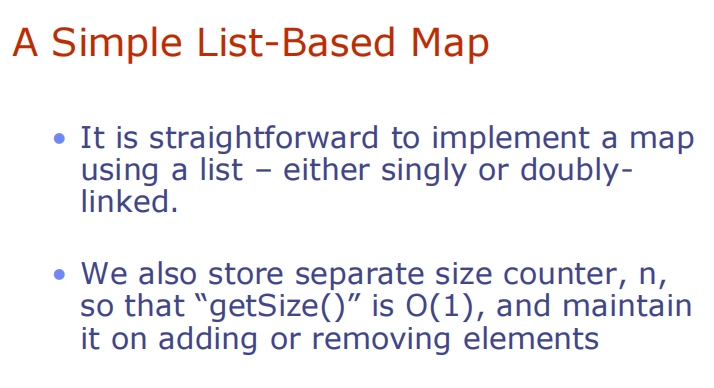 A Simple List-Based Map
• It is straightforward to implement a map
using a list – either singly or doubly-
linked.
• We also store separate size counter, n,
so that “getSize()” is O(1), and maintain
it on adding or removing elements